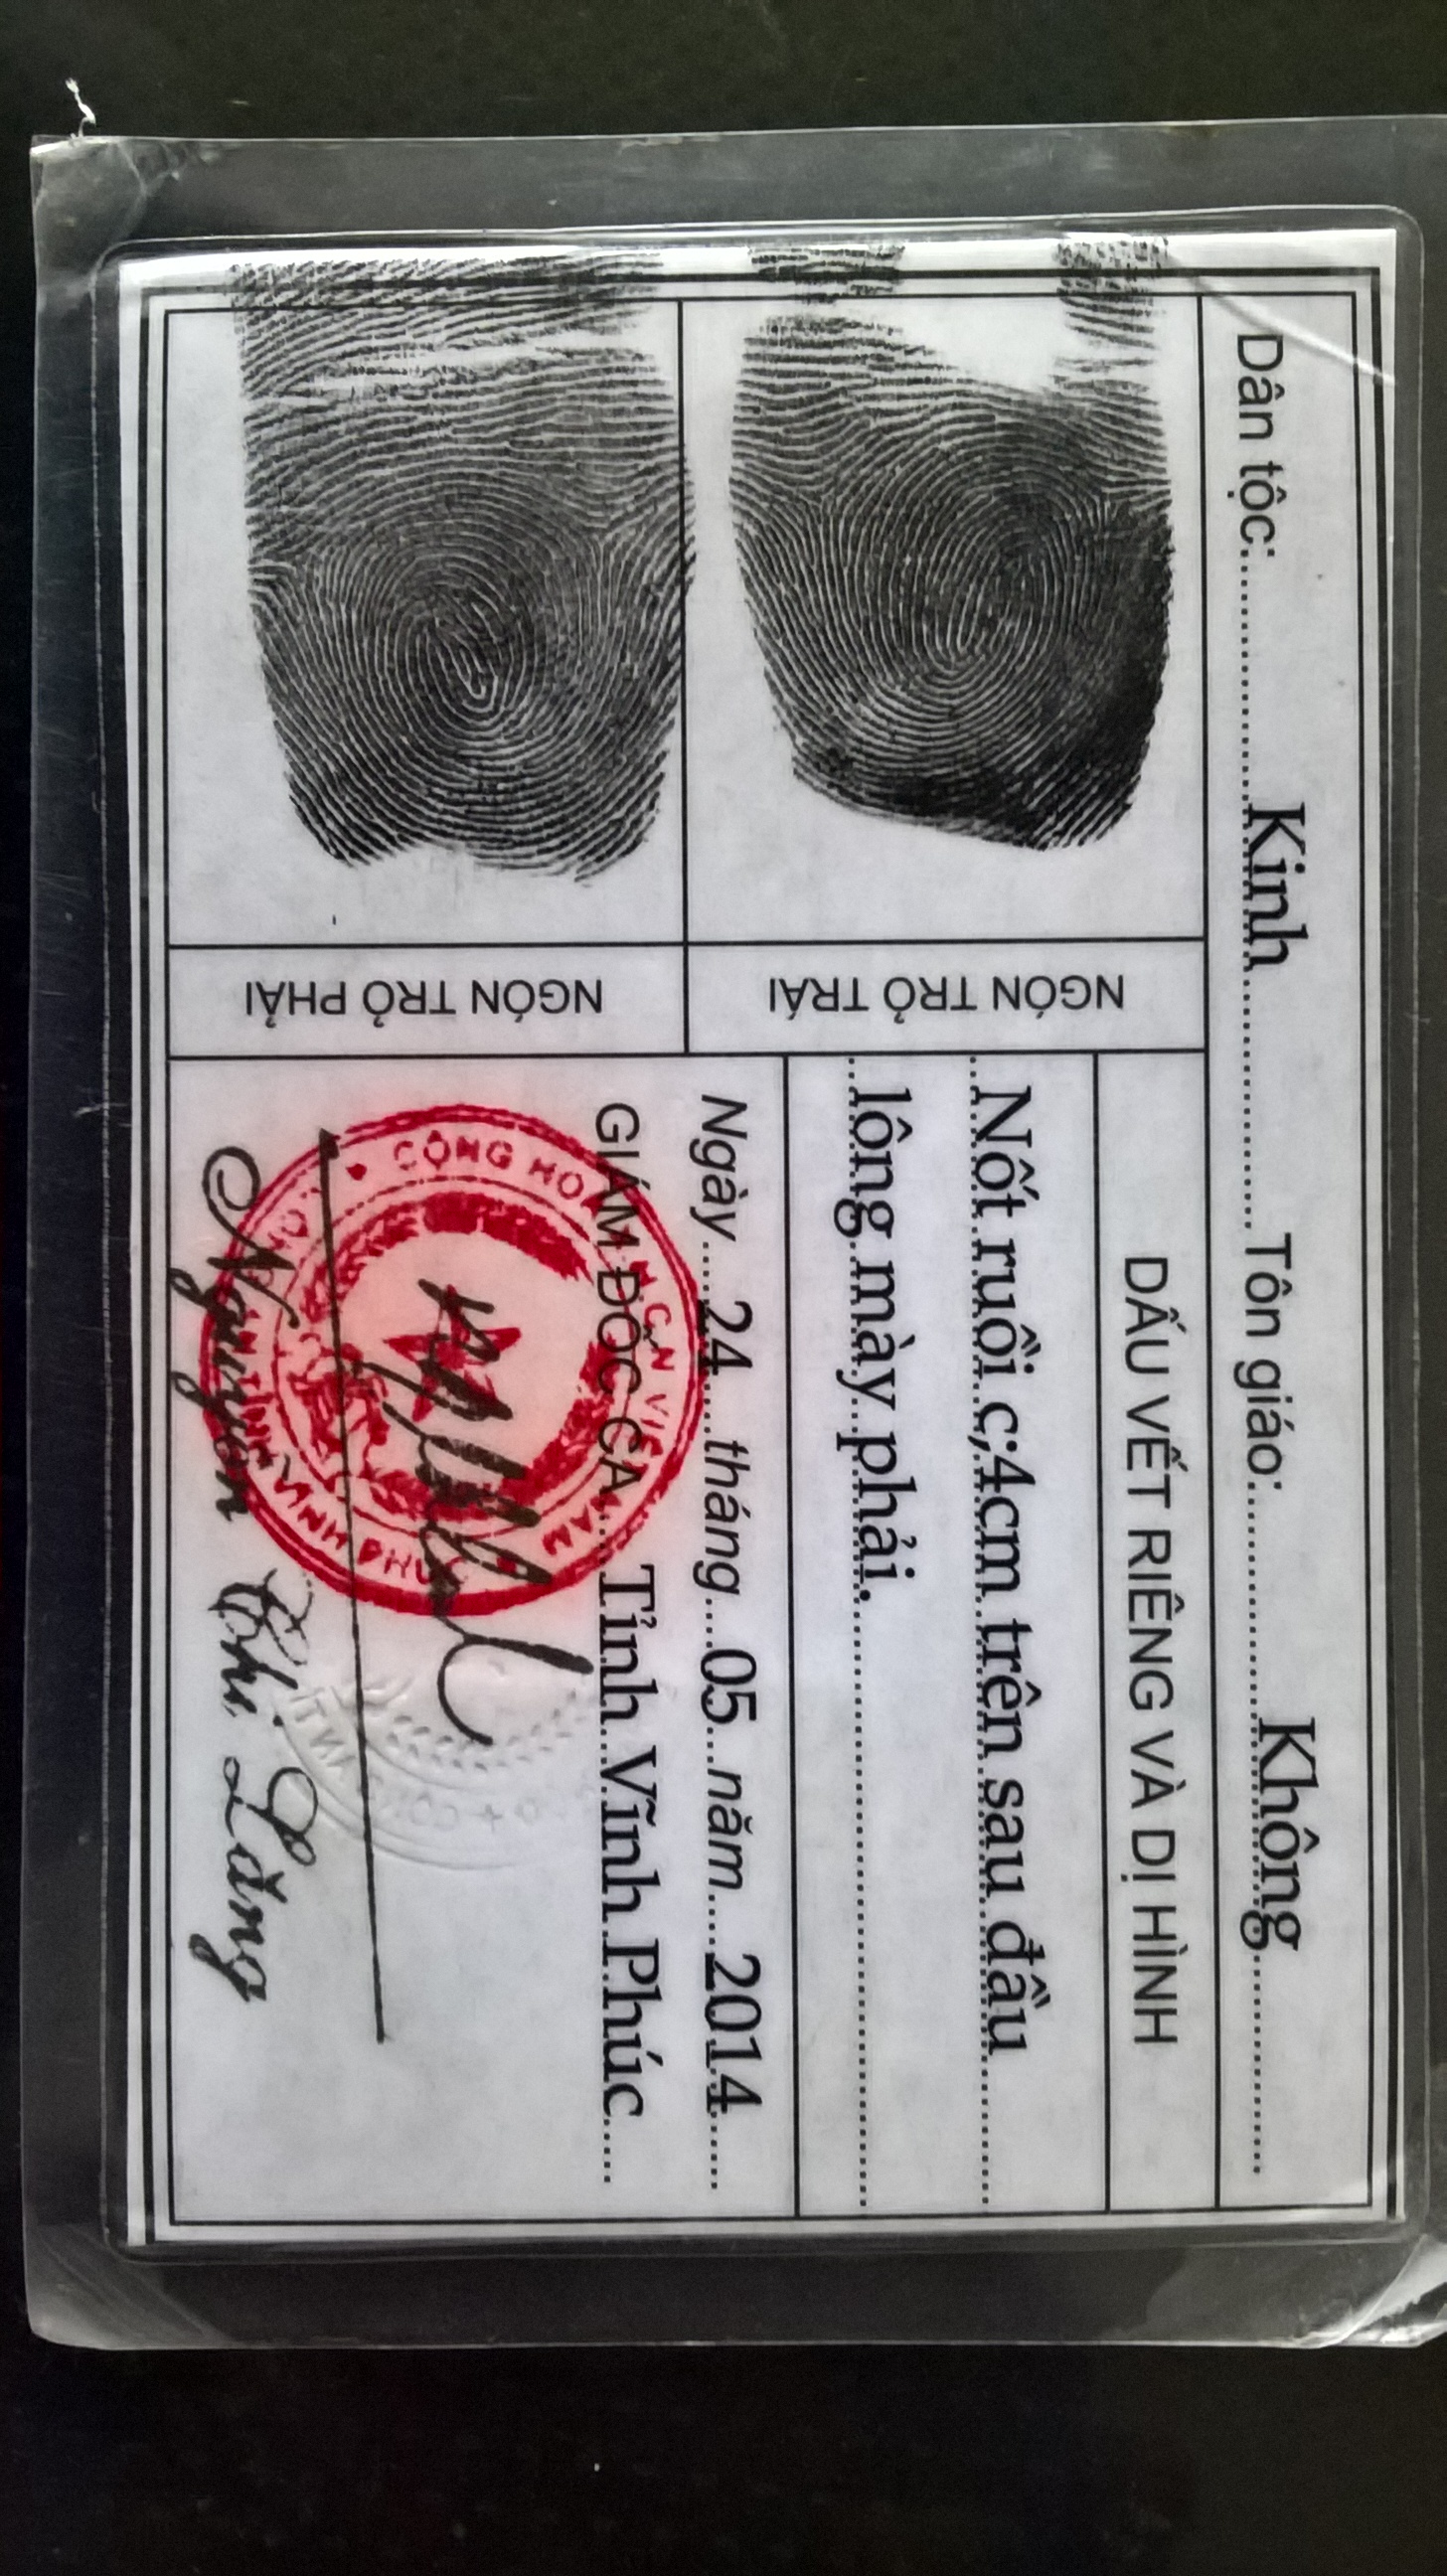 Dân tộc:............Kinh............Tôn giáo:............Không............
NGÓN TRỎ TRÁI
NGÓN TRỎ PHẢI
DẤU VẾT RIÊNG VÀ DỊ HÌNH
Nốt ruồi c;4cm trên sau đầu
lông mày phải.
Ngày....24....tháng...05...năm....2014....
GIÁM ĐỐC CA...Tỉnh Vĩnh Phúc....
CỘNG HOÀ X.H.C.N VIỆT NAM
TỈNH VĨNH PHÚC
Nguyễn Chí Lăng